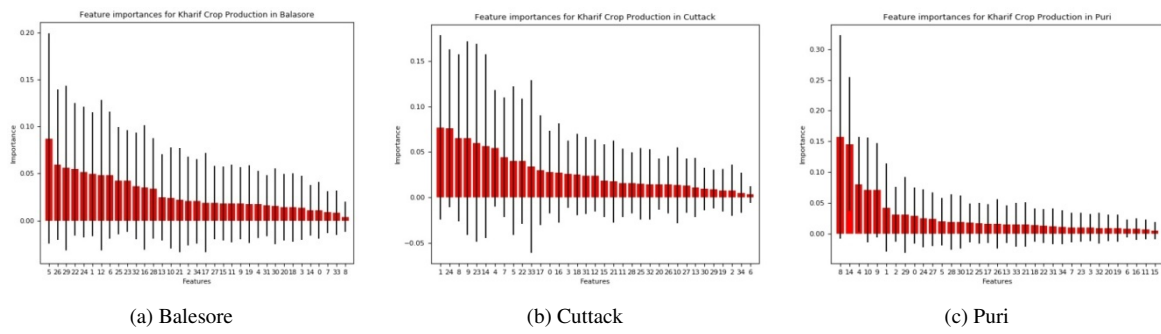 Feature importances for Kharif Crop Production in Balasore
0.20
0.15
0.10
0.05
0.00
Importance
5 26 29 22 24 1 12 6 25 23 32 16 28 13 10 21 2 34 17 27 15 11 9 19 4 31 30 20 18 3 14 0 7 33 8
Features
(a) Balesore
Feature importances for Kharif Crop Production in Cuttack
0.15
0.10
0.05
0.00
−0.05
Importance
1 24 8 9 23 14 4 7 5 22 33 17 0 16 3 18 31 12 15 21 11 28 25 32 20 26 10 27 13 30 29 19 2 34 6
Features
(b) Cuttack
Feature importances for Kharif Crop Production in Puri
0.30
0.25
0.20
0.15
0.10
0.05
0.00
Importance
8 14 4 10 9 1 2 29 0 24 27 5 28 30 12 25 17 26 13 33 21 18 22 31 34 7 23 3 32 20 19 6 16 11 15
Features
(c) Puri